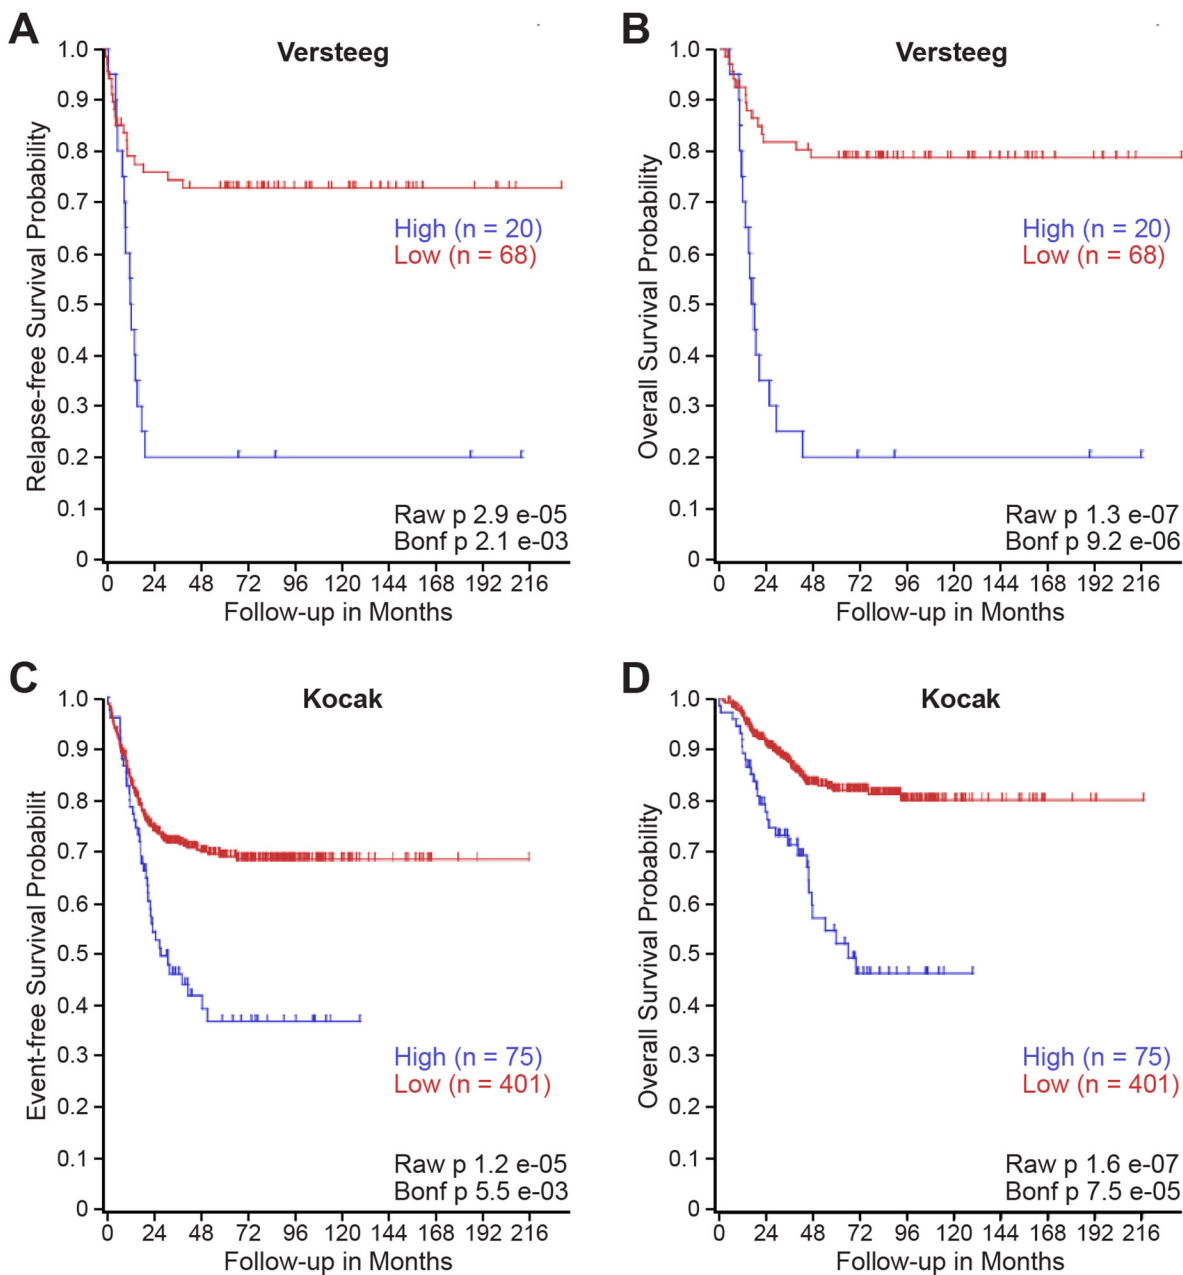 A
Versteeg
Relapse-free Survival Probability
1.0
0.9
0.8
0.7
0.6
0.5
0.4
0.3
0.2
0.1
0
High (n = 20)
Low (n = 68)
Raw p 2.9 e-05
Bonf p 2.1 e-03
0 24 48 72 96 120 144 168 192 216
Follow-up in Months
B
Versteeg
Overall Survival Probability
1.0
0.9
0.8
0.7
0.6
0.5
0.4
0.3
0.2
0.1
0
High (n = 20)
Low (n = 68)
Raw p 1.3 e-07
Bonf p 9.2 e-06
0 24 48 72 96 120 144 168 192 216
Follow-up in Months
C
Kocak
Event-free Survival Probabilit
1.0
0.9
0.8
0.7
0.6
0.5
0.4
0.3
0.2
0.1
0
High (n = 75)
Low (n = 401)
Raw p 1.2 e-05
Bonf p 5.5 e-03
0 24 48 72 96 120 144 168 192 216
Follow-up in Months
D
Kocak
Overall Survival Probability
1.0
0.9
0.8
0.7
0.6
0.5
0.4
0.3
0.2
0.1
0
High (n = 75)
Low (n = 401)
Raw p 1.6 e-07
Bonf p 7.5 e-05
0 24 48 72 96 120 144 168 192 216
Follow-up in Months